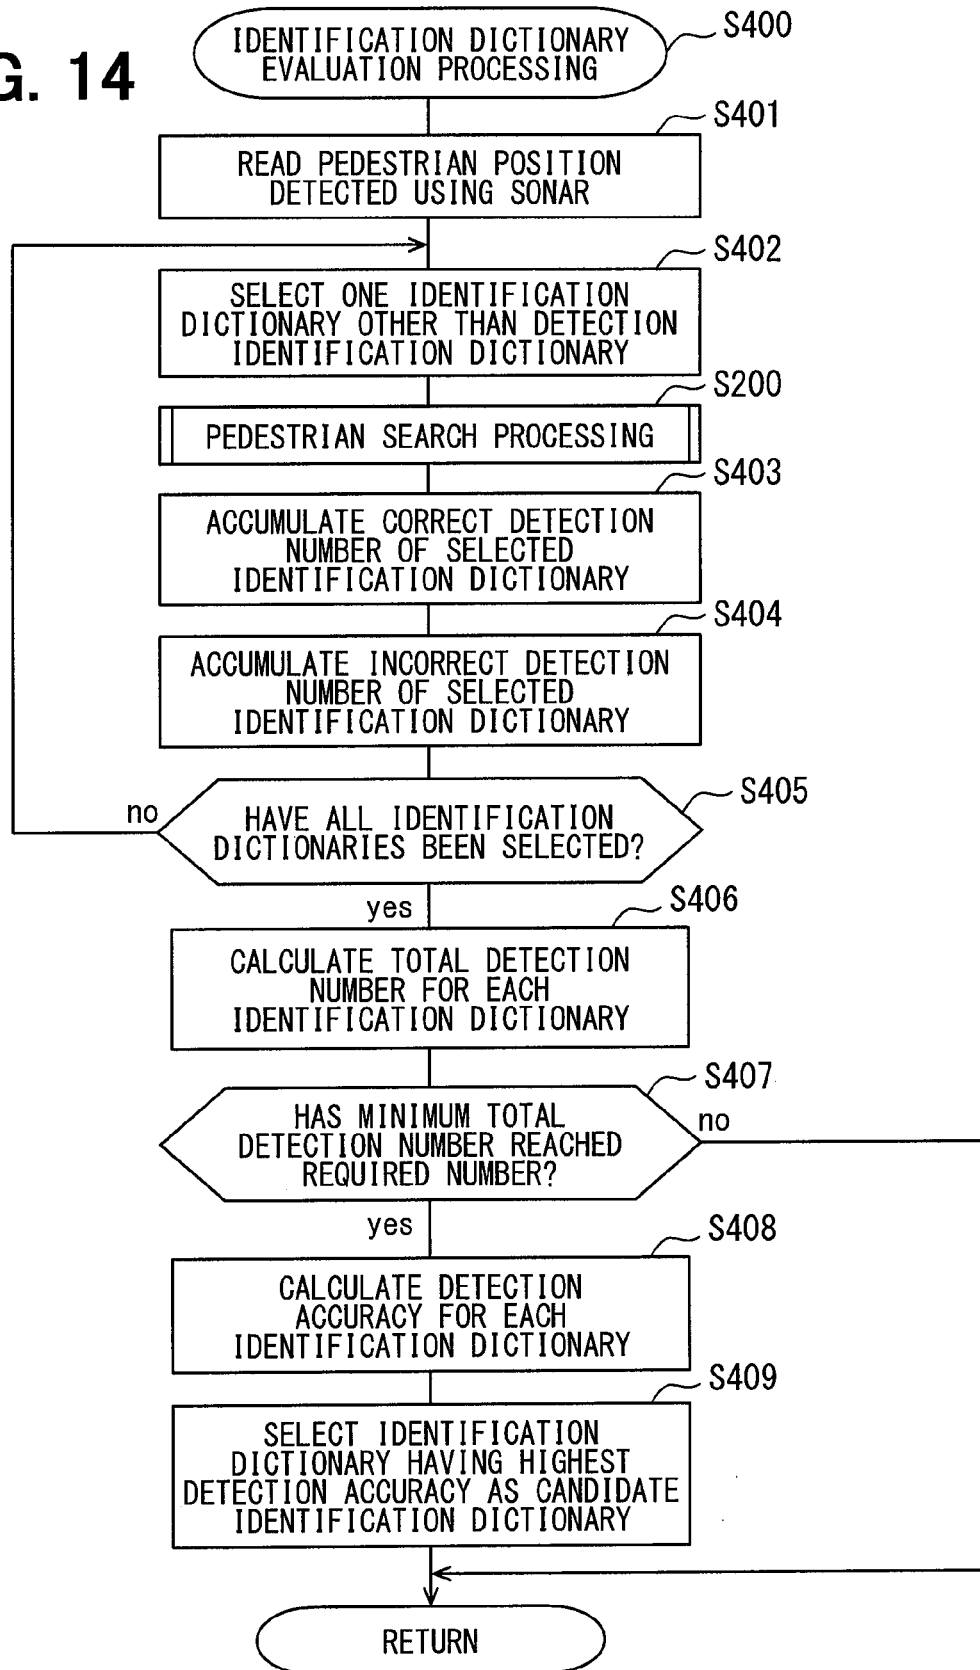 G. 14
IDENTIFICATION DICTIONARY
EVALUATION PROCESSING
S400
S401
READ PEDESTRIAN POSITION
DETECTED USING SONAR
S402
SELECT ONE IDENTIFICATION
DICTIONARY OTHER THAN DETECTION
IDENTIFICATION DICTIONARY
S200
PEDESTRIAN SEARCH PROCESSING
S403
ACCUMULATE CORRECT DETECTION
NUMBER OF SELECTED
IDENTIFICATION DICTIONARY
S404
ACCUMULATE INCORRECT DETECTION
NUMBER OF SELECTED
IDENTIFICATION DICTIONARY
S405
no
HAVE ALL IDENTIFICATION
DICTIONARIES BEEN SELECTED?
yes
S406
CALCULATE TOTAL DETECTION
NUMBER FOR EACH
IDENTIFICATION DICTIONARY
S407
HAS MINIMUM TOTAL
DETECTION NUMBER REACHED
REQUIRED NUMBER?
no
yes
S408
CALCULATE DETECTION
ACCURACY FOR EACH
IDENTIFICATION DICTIONARY
S409
SELECT IDENTIFICATION
DICTIONARY HAVING HIGHEST
DETECTION ACCURACY AS CANDIDATE
IDENTIFICATION DICTIONARY
RETURN